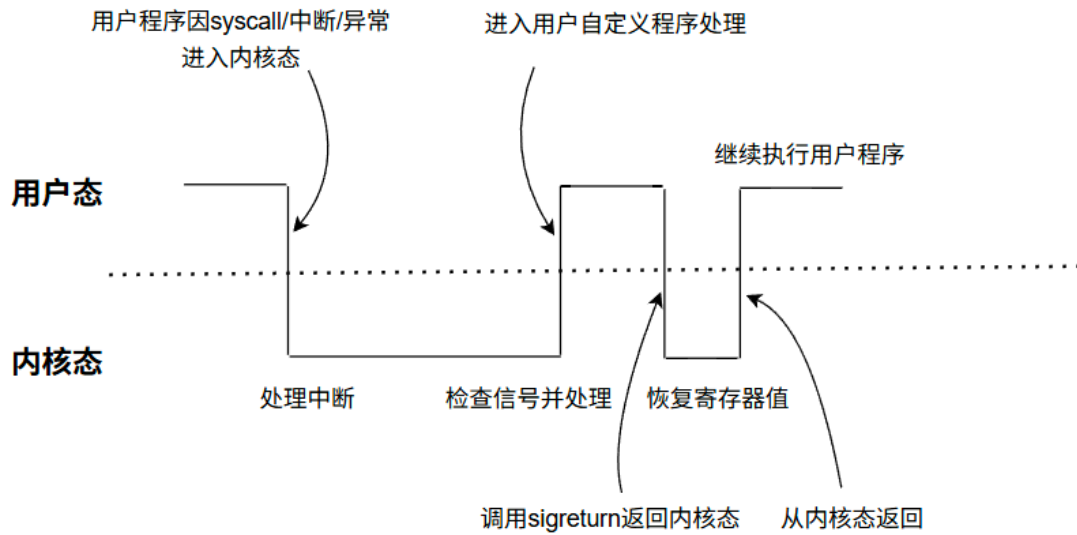 用户程序因syscall/中断/异常
进入内核态
进入用户自定义程序处理
继续执行用户程序
用户态
内核态
处理中断
检查信号并处理
恢复寄存器值
调用sigreturn返回内核态
从内核态返回